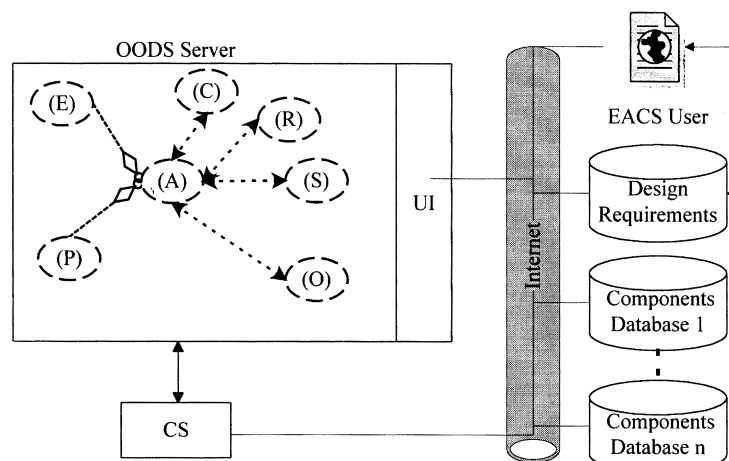 OODS Server
(E)
(C)
(R)
(A)
(S)
(P)
(O)
UI
CS
Internet
EACS User
Design
Requirements
Components
Database 1
Components
Database n